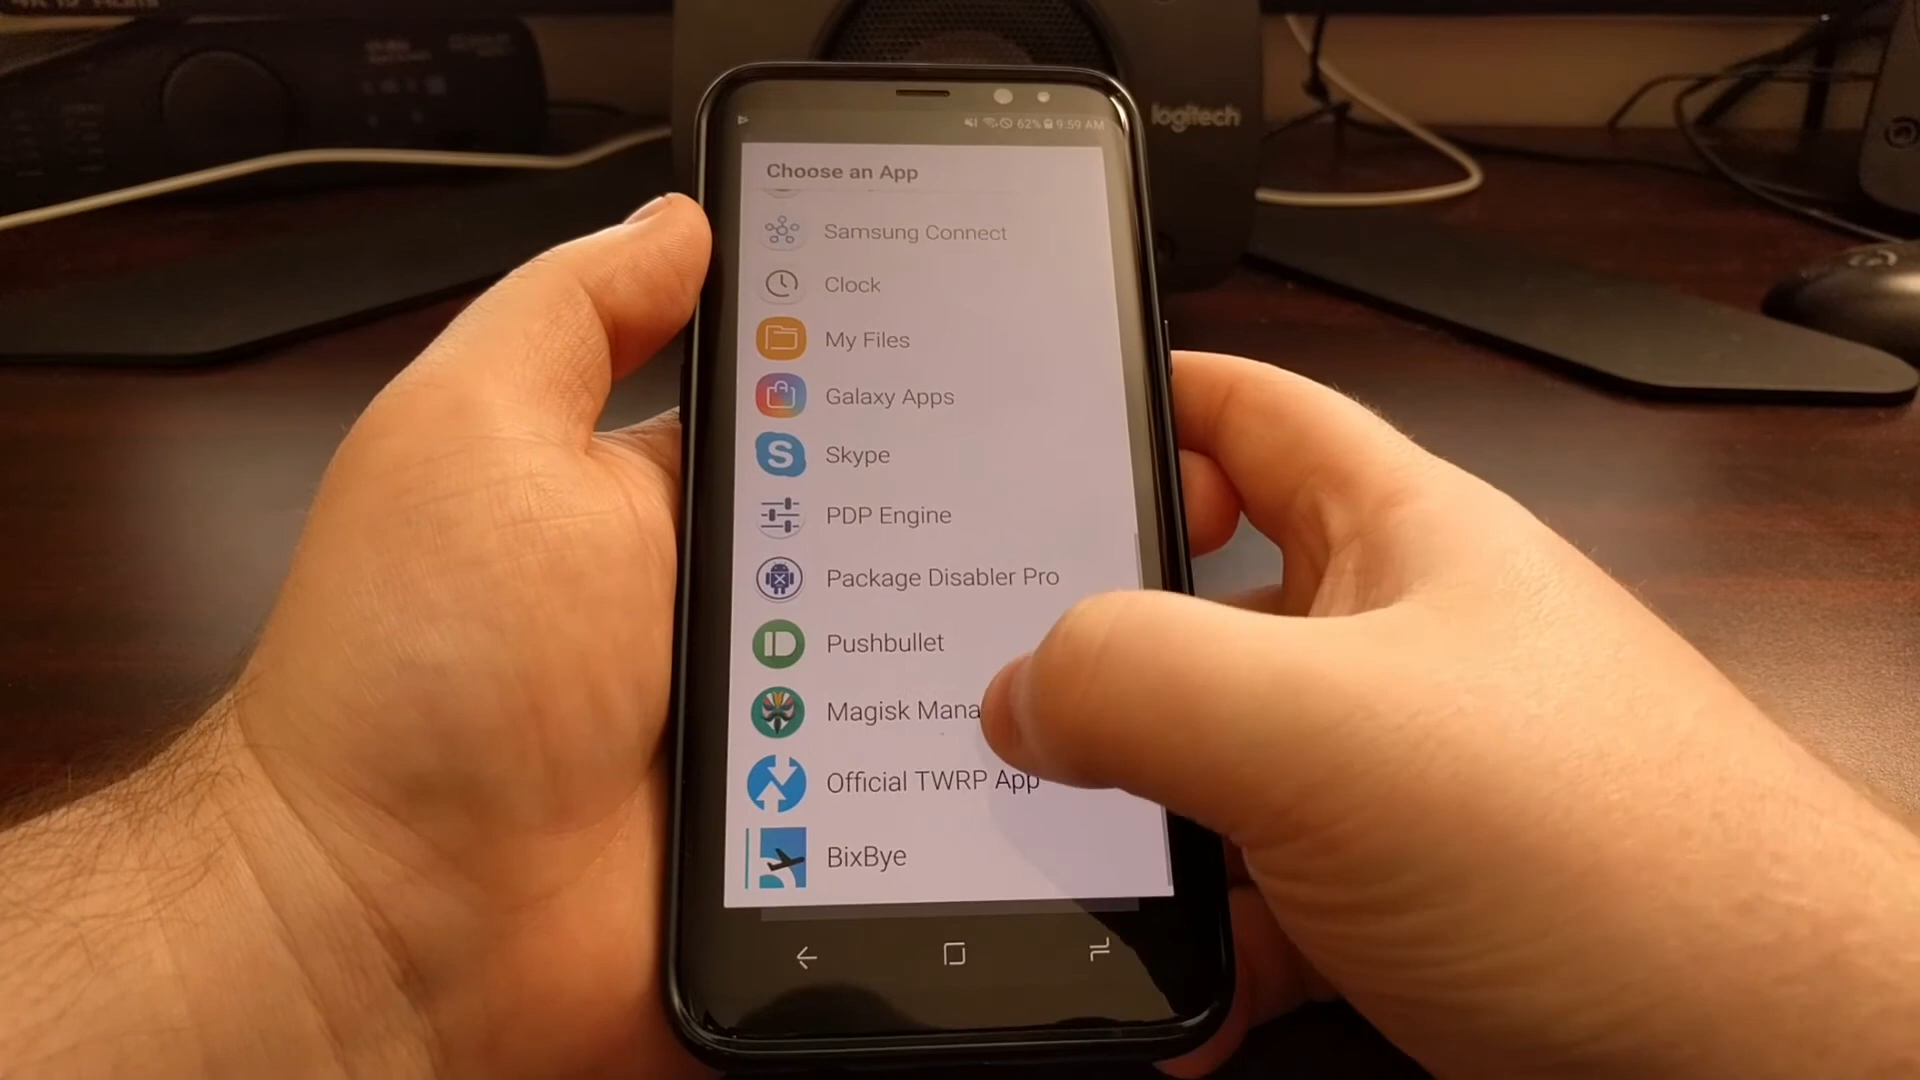 logitech
62% 9:59 AM
Choose an App
Samsung Connect
Clock
My Files
Galaxy Apps
Skype
PDP Engine
Package Disabler Pro
Pushbullet
Magisk Mana
Official TWRP App
BixBye